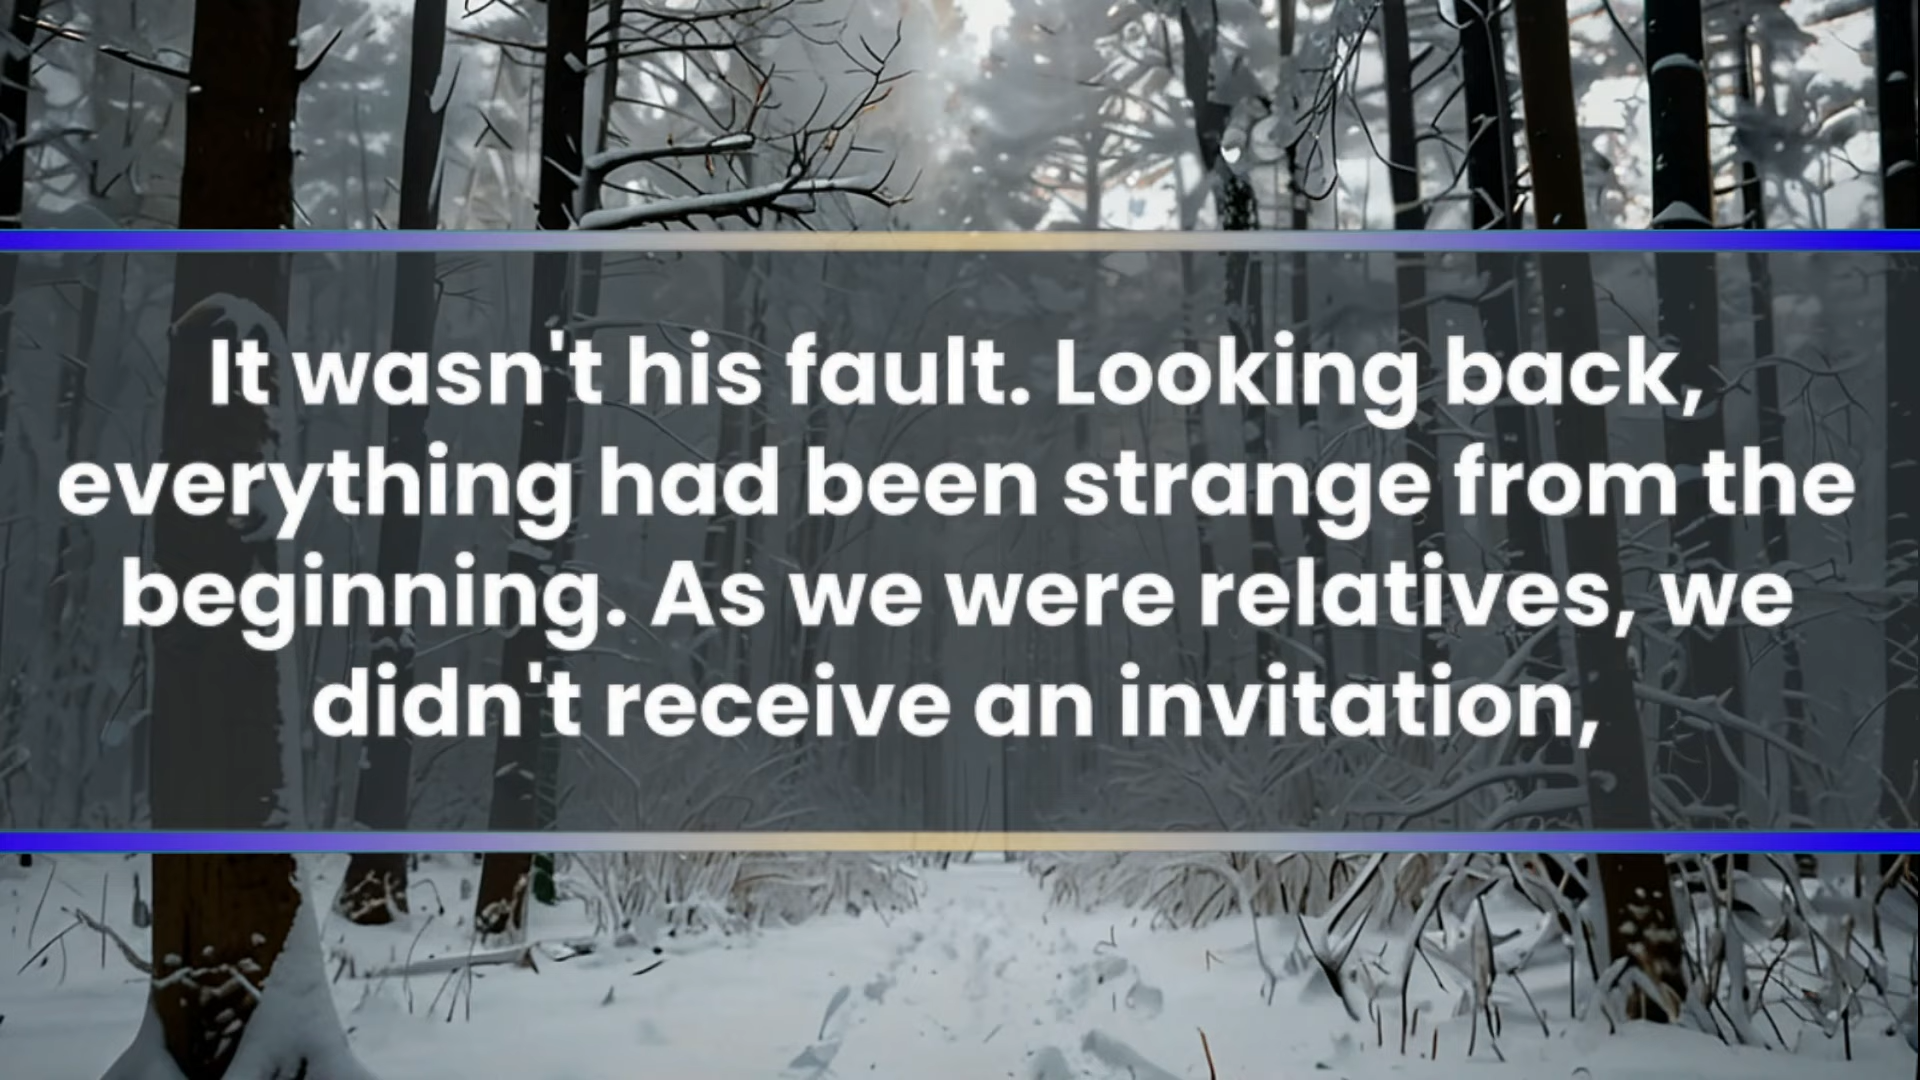 It wasn't his fault. Looking back,
everything had been strange from the
beginning. As we were relatives, we
didn't receive an invitation,